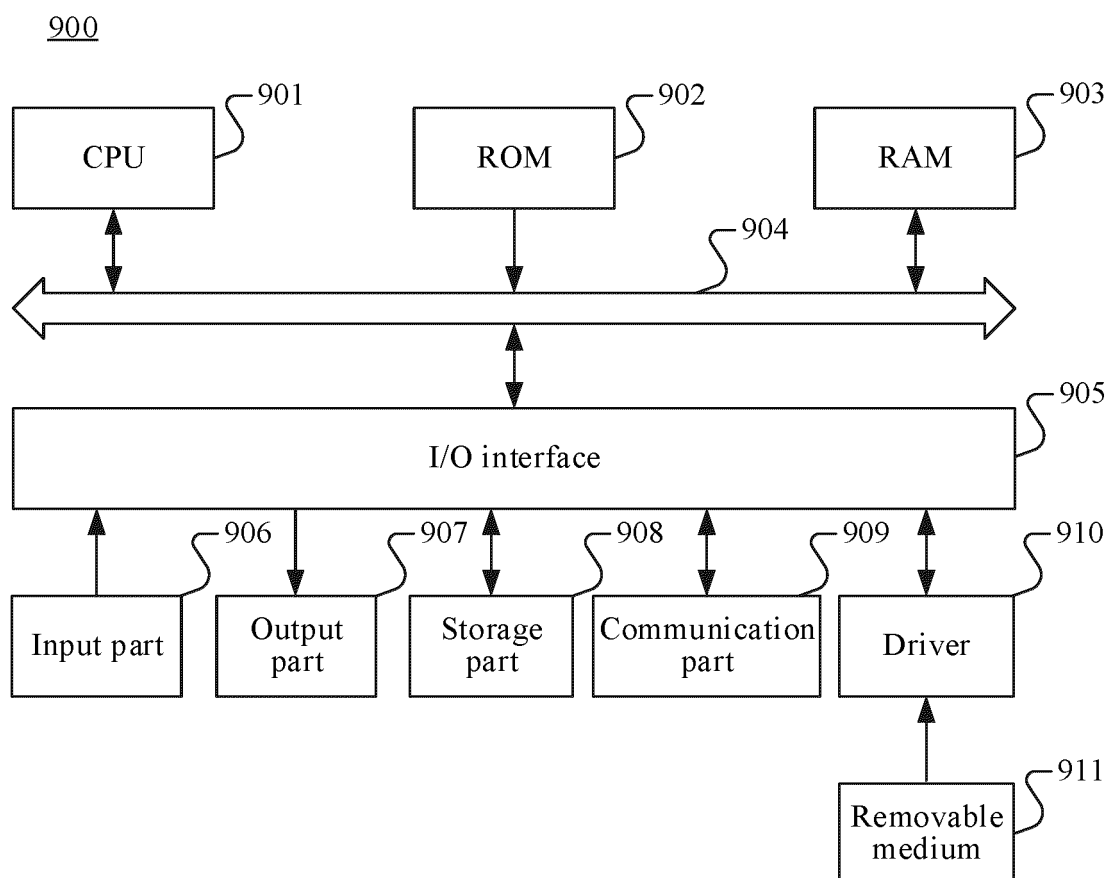 900
901
902
903
CPU
ROM
RAM
904
905
I/O interface
906
907
908
909
910
Input part
Output
part
Storage
part
Communication
part
Driver
911
Removable
medium